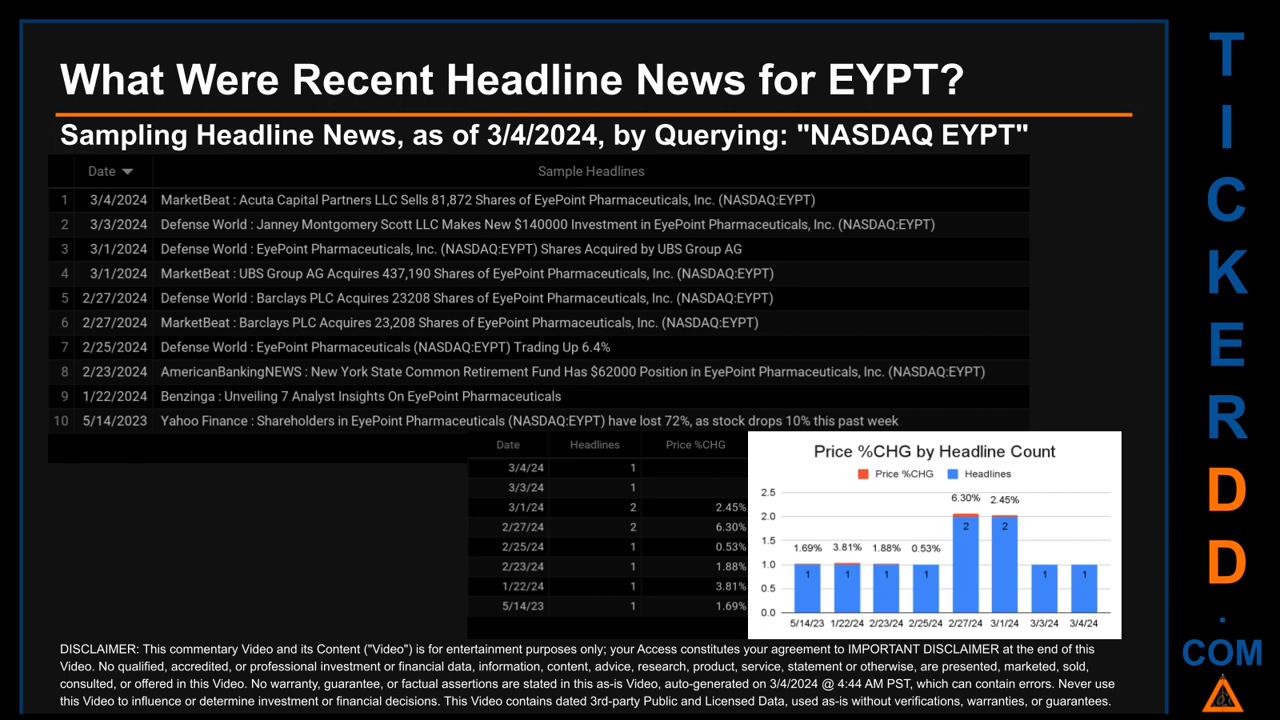 What Were Recent Headline News for EYPT?
Sampling Headline News, as of 3/4/2024, by Querying: "NASDAQ EYPT"
Date Sample Headlines
1 3/4/2024 MarketBeat : Acuta Capital Partners LLC Sells 81,872 Shares of EyePoint Pharmaceuticals, Inc. (NASDAQ:EYPT)
2 3/3/2024 Defense World : Janney Montgomery Scott LLC Makes New $140000 Investment in EyePoint Pharmaceuticals, Inc. (NASDAQ:EYPT)
3 3/1/2024 Defense World : EyePoint Pharmaceuticals, Inc. (NASDAQ:EYPT) Shares Acquired by UBS Group AG
4 3/1/2024 MarketBeat : UBS Group AG Acquires 437,190 Shares of EyePoint Pharmaceuticals, Inc. (NASDAQ:EYPT)
5 2/27/2024 Defense World : Barclays PLC Acquires 23208 Shares of EyePoint Pharmaceuticals, Inc. (NASDAQ:EYPT)
6 2/27/2024 MarketBeat : Barclays PLC Acquires 23,208 Shares of EyePoint Pharmaceuticals, Inc. (NASDAQ:EYPT)
7 2/25/2024 Defense World : EyePoint Pharmaceuticals (NASDAQ:EYPT) Trading Up 6.4%
8 2/23/2024 AmericanBankingNEWS : New York State Common Retirement Fund Has $62000 Position in EyePoint Pharmaceuticals, Inc. (NASDAQ:EYPT)
9 1/22/2024 Benzinga : Unveiling 7 Analyst Insights On EyePoint Pharmaceuticals
10 5/14/2023 Yahoo Finance : Shareholders in EyePoint Pharmaceuticals (NASDAQ:EYPT) have lost 72%, as stock drops 10% this past week
Date Headlines Price %CHG
3/4/24 1
3/3/24 1
3/1/24 2 2.45%
2/27/24 2 6.30%
2/25/24 1 0.53%
2/23/24 1 1.88%
1/22/24 1 3.81%
5/14/23 1 1.69%
Price %CHG by Headline Count
Price %CHG Headlines
2.5
2.0
1.5
1.0
0.5
0.0
1.69% 3.81% 1.88% 0.53% 6.30% 2.45%
1 1 1 1 2 2 1 1
5/14/23 1/22/24 2/23/24 2/25/24 2/27/24 3/1/24 3/3/24 3/4/24
DISCLAIMER: This commentary Video and its Content ("Video") is for entertainment purposes only; your Access constitutes your agreement to IMPORTANT DISCLAIMER at the end of this
Video. No qualified, accredited, or professional investment or financial data, information, content, advice, research, product, service, statement or otherwise, are presented, marketed, sold,
consulted, or offered in this Video. No warranty, guarantee, or factual assertions are stated in this as-is Video, auto-generated on 3/4/2024 @ 4:44 AM PST, which can contain errors. Never use
this Video to influence or determine investment or financial decisions. This Video contains dated 3rd-party Public and Licensed Data, used as-is without verifications, warranties, or guarantees.
T
I
C
K
E
R
D
D
.
COM